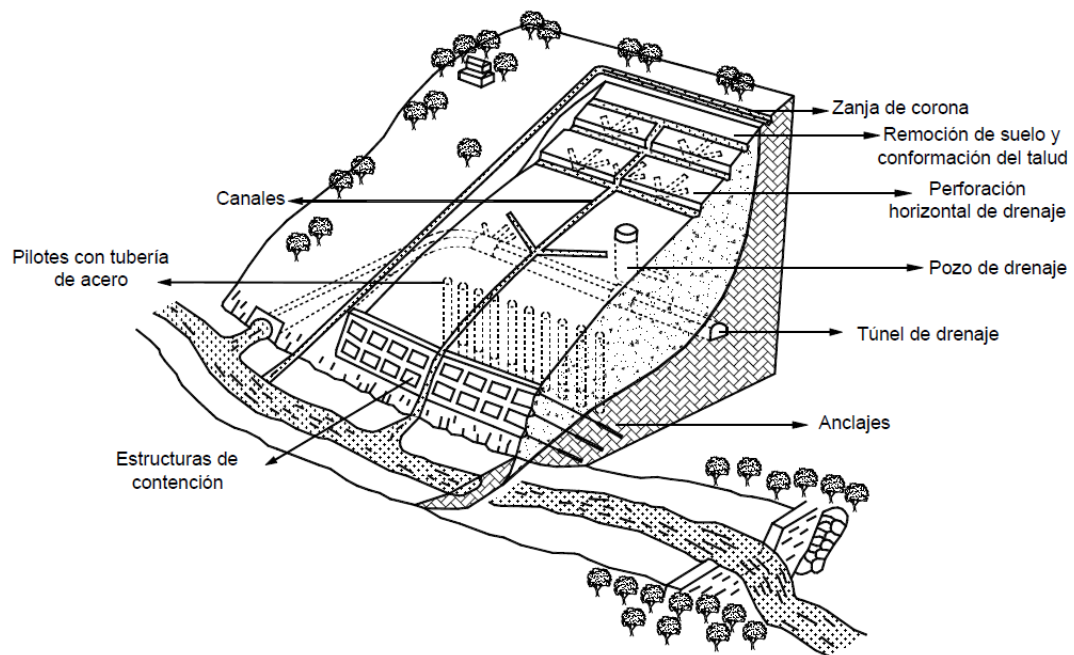 Zanja de corona
Remoción de suelo y
conformación del talud
Canales
Perforación
horizontal de drenaje
Pilotes con tubería
de acero
Pozo de drenaje
Túnel de drenaje
Anclajes
Estructuras de
contención